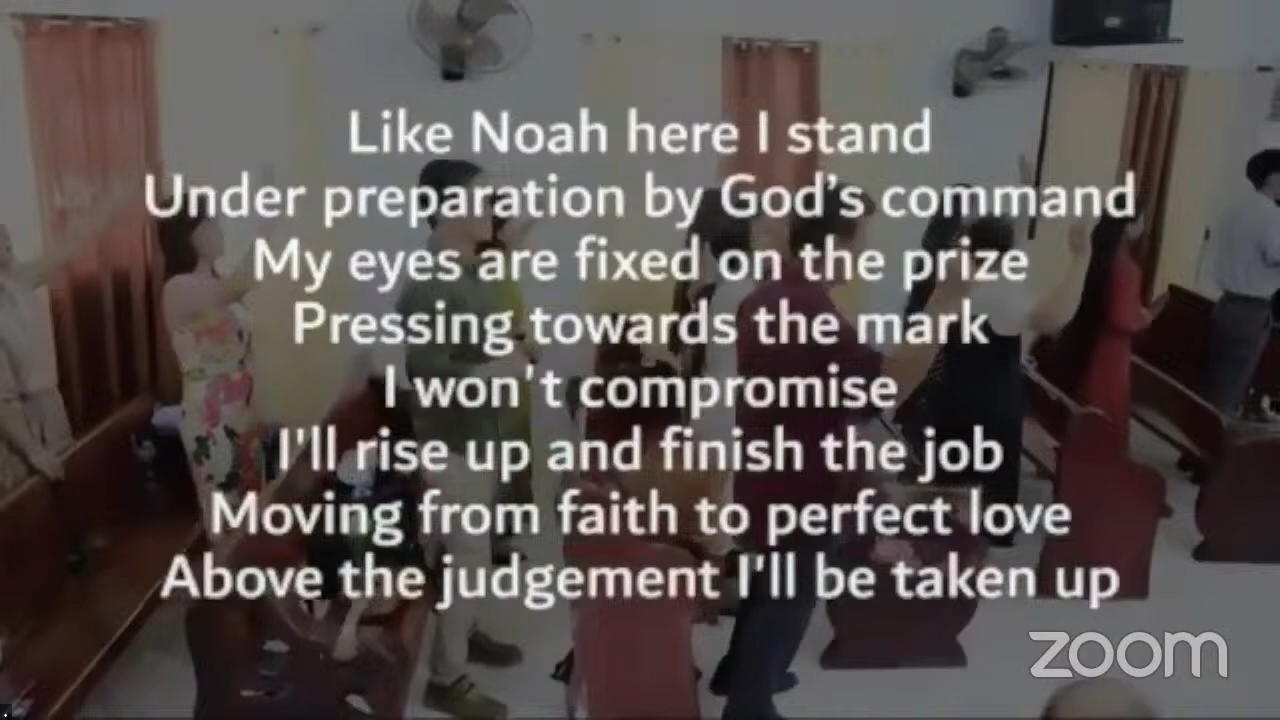 Like Noah here I stand
Under preparation by God’s command
My eyes are fixed on the prize
Pressing towards the mark
I won't compromise
I'll rise up and finish the job
Moving from faith to perfect love
Above the judgement I'll be taken up
zoom